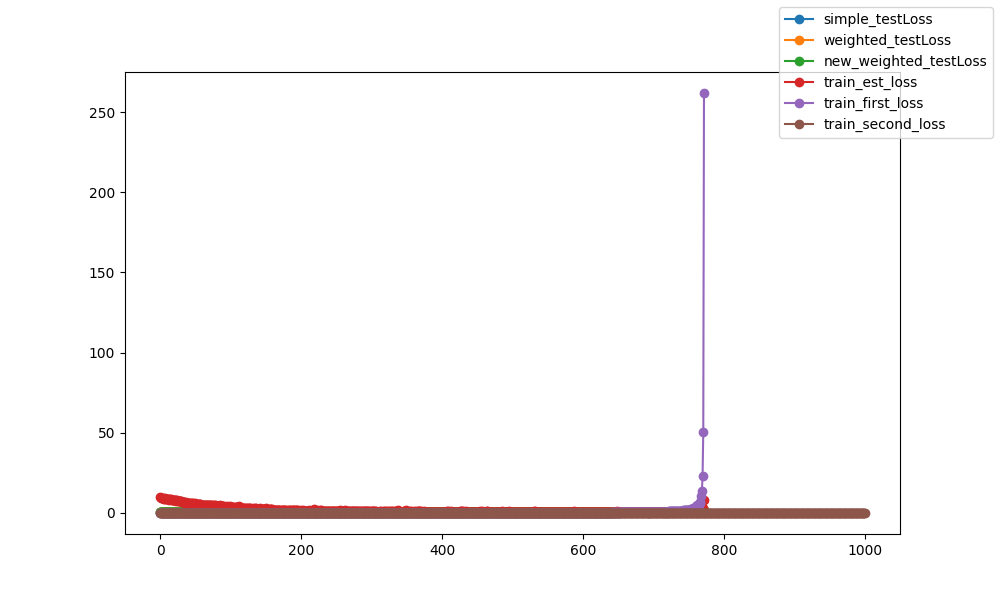 simple_testLoss
weighted_testLoss
new_weighted_testLoss
train_est_loss
train_first_loss
train_second_loss
250
200
150
100
50
0
0 200 400 600 800 1000